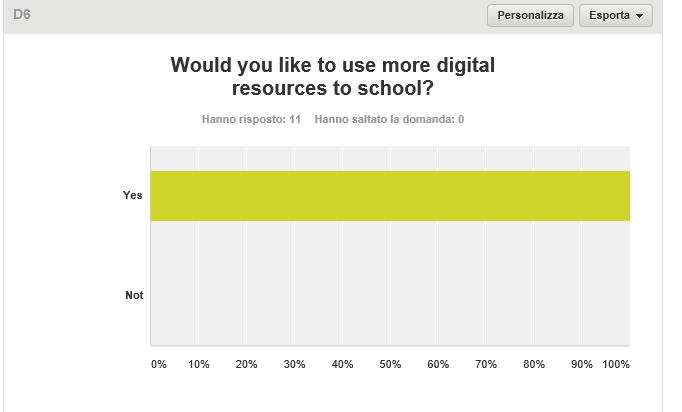 D6 Personalizza Esporta
Would you like to use more digital
resources to school?
Hanno risposto: 11 Hanno saltato la domanda: 0
Yes
Not
0% 10% 20% 30% 40% 50% 60% 70% 80% 90% 100%